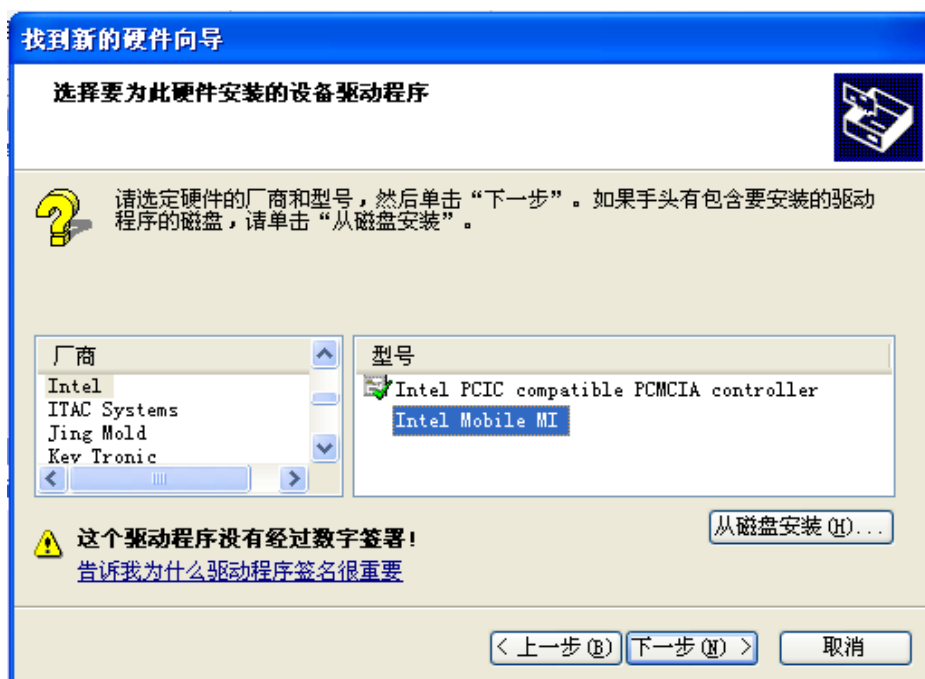 找到新的硬件向导
选择要为此硬件安装的设备驱动程序
请选定硬件的厂商和型号，然后单击“下一步”。如果手头有包含要安装的驱动
程序的磁盘，请单击“从磁盘安装”。
厂商
Intel
ITAC Systems
Jing Mold
Key Tronic
型号
Intel PCIC compatible PCMCIA controller
Intel Mobile MI
从磁盘安装(H)...
这个驱动程序没有经过数字签署!
告诉我为什么驱动程序签名很重要
< 上一步(B)
下一步(N) >
取消